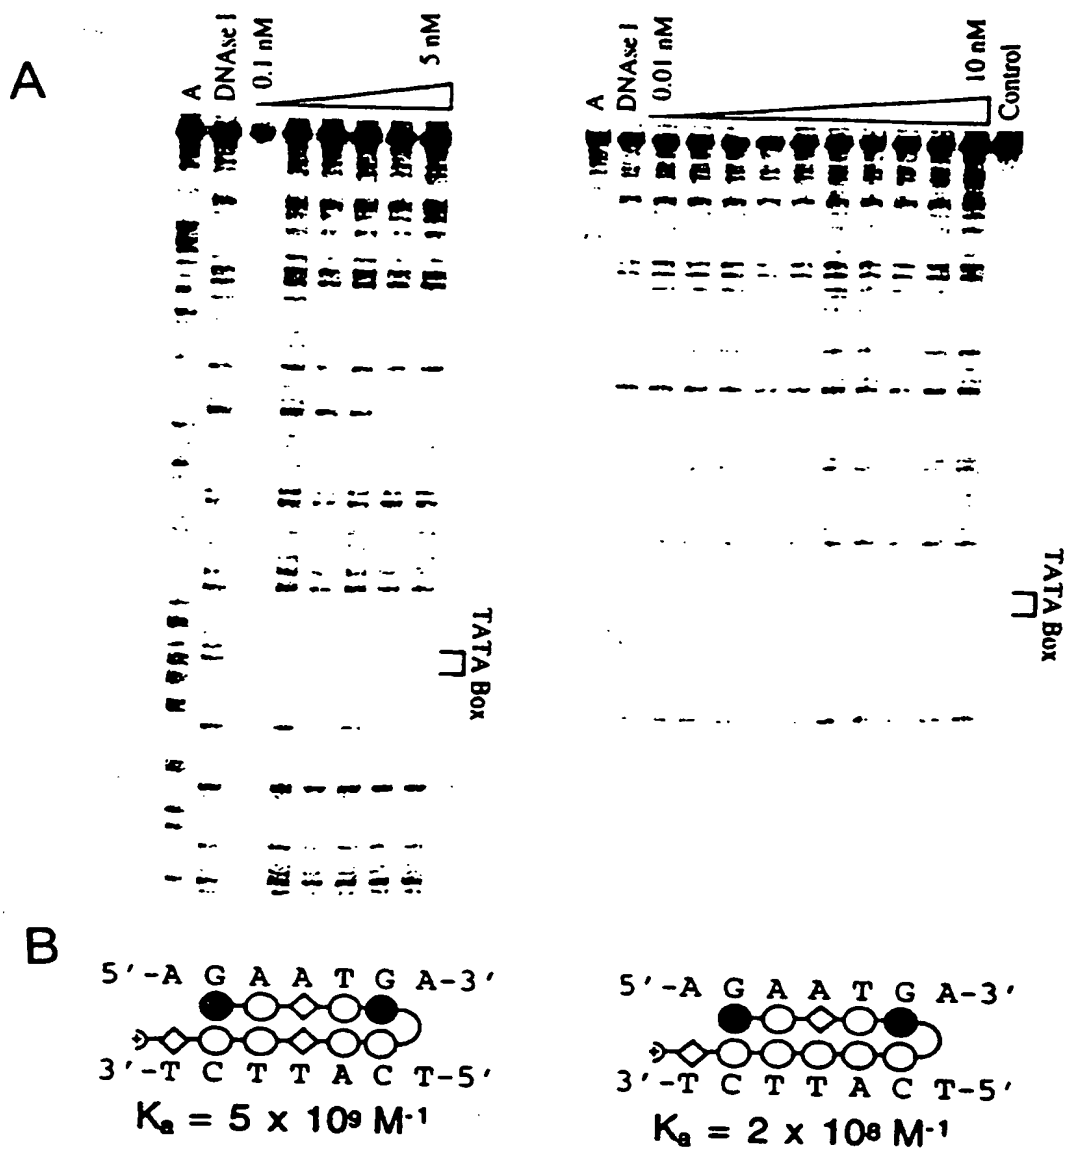 A
A
DNAse I
0.1 nM
5 nM
A
DNAse I
0.01 nM
10 nM
Control
TATA Box
TATA Box
B
5'-A G A A T G A-3'
3'-T C T T A C T-5'
Ka = 5 x 10⁹ M⁻¹
5'-A G A A T G A-3'
3'-T C T T A C T-5'
Ka = 2 x 10⁸ M⁻¹